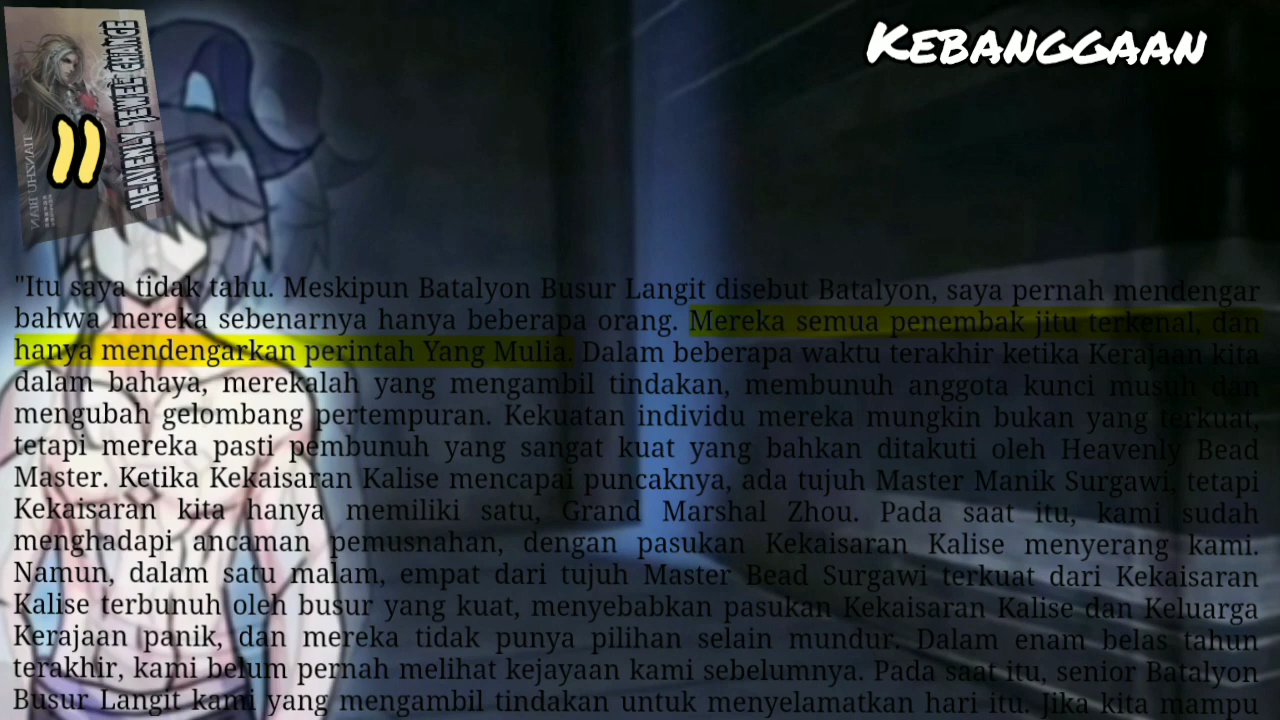 Kebanggaan
HEAVENLY JEWEL CHANGE
11
TIANZHU BIAN
"Itu saya tidak tahu. Meskipun Batalyon Busur Langit disebut Batalyon, saya pernah mendengar
bahwa mereka sebenarnya hanya beberapa orang. Mereka semua penembak jitu terkenal, dan
hanya mendengarkan perintah Yang Mulia. Dalam beberapa waktu terakhir ketika Kerajaan kita
dalam bahaya, merekalah yang mengambil tindakan, membunuh anggota kunci musuh dan
mengubah gelombang pertempuran. Kekuatan individu mereka mungkin bukan yang terkuat,
tetapi mereka pasti pembunuh yang sangat kuat yang bahkan ditakuti oleh Heavenly Bead
Master. Ketika Kekaisaran Kalise mencapai puncaknya, ada tujuh Master Manik Surgawi, tetapi
Kekaisaran kita hanya memiliki satu, Grand Marshal Zhou. Pada saat itu, kami sudah
menghadapi ancaman pemusnahan, dengan pasukan Kekaisaran Kalise menyerang kami.
Namun, dalam satu malam, empat dari tujuh Master Bead Surgawi terkuat dari Kekaisaran
Kalise terbunuh oleh busur yang kuat, menyebabkan pasukan Kekaisaran Kalise dan Keluarga
Kerajaan panik, dan mereka tidak punya pilihan selain mundur. Dalam enam belas tahun
terakhir, kami belum pernah melihat kejayaan kami sebelumnya. Pada saat itu, senior Batalyon
Busur Langit kami yang mengambil tindakan untuk menyelamatkan hari itu. Jika kita mampu